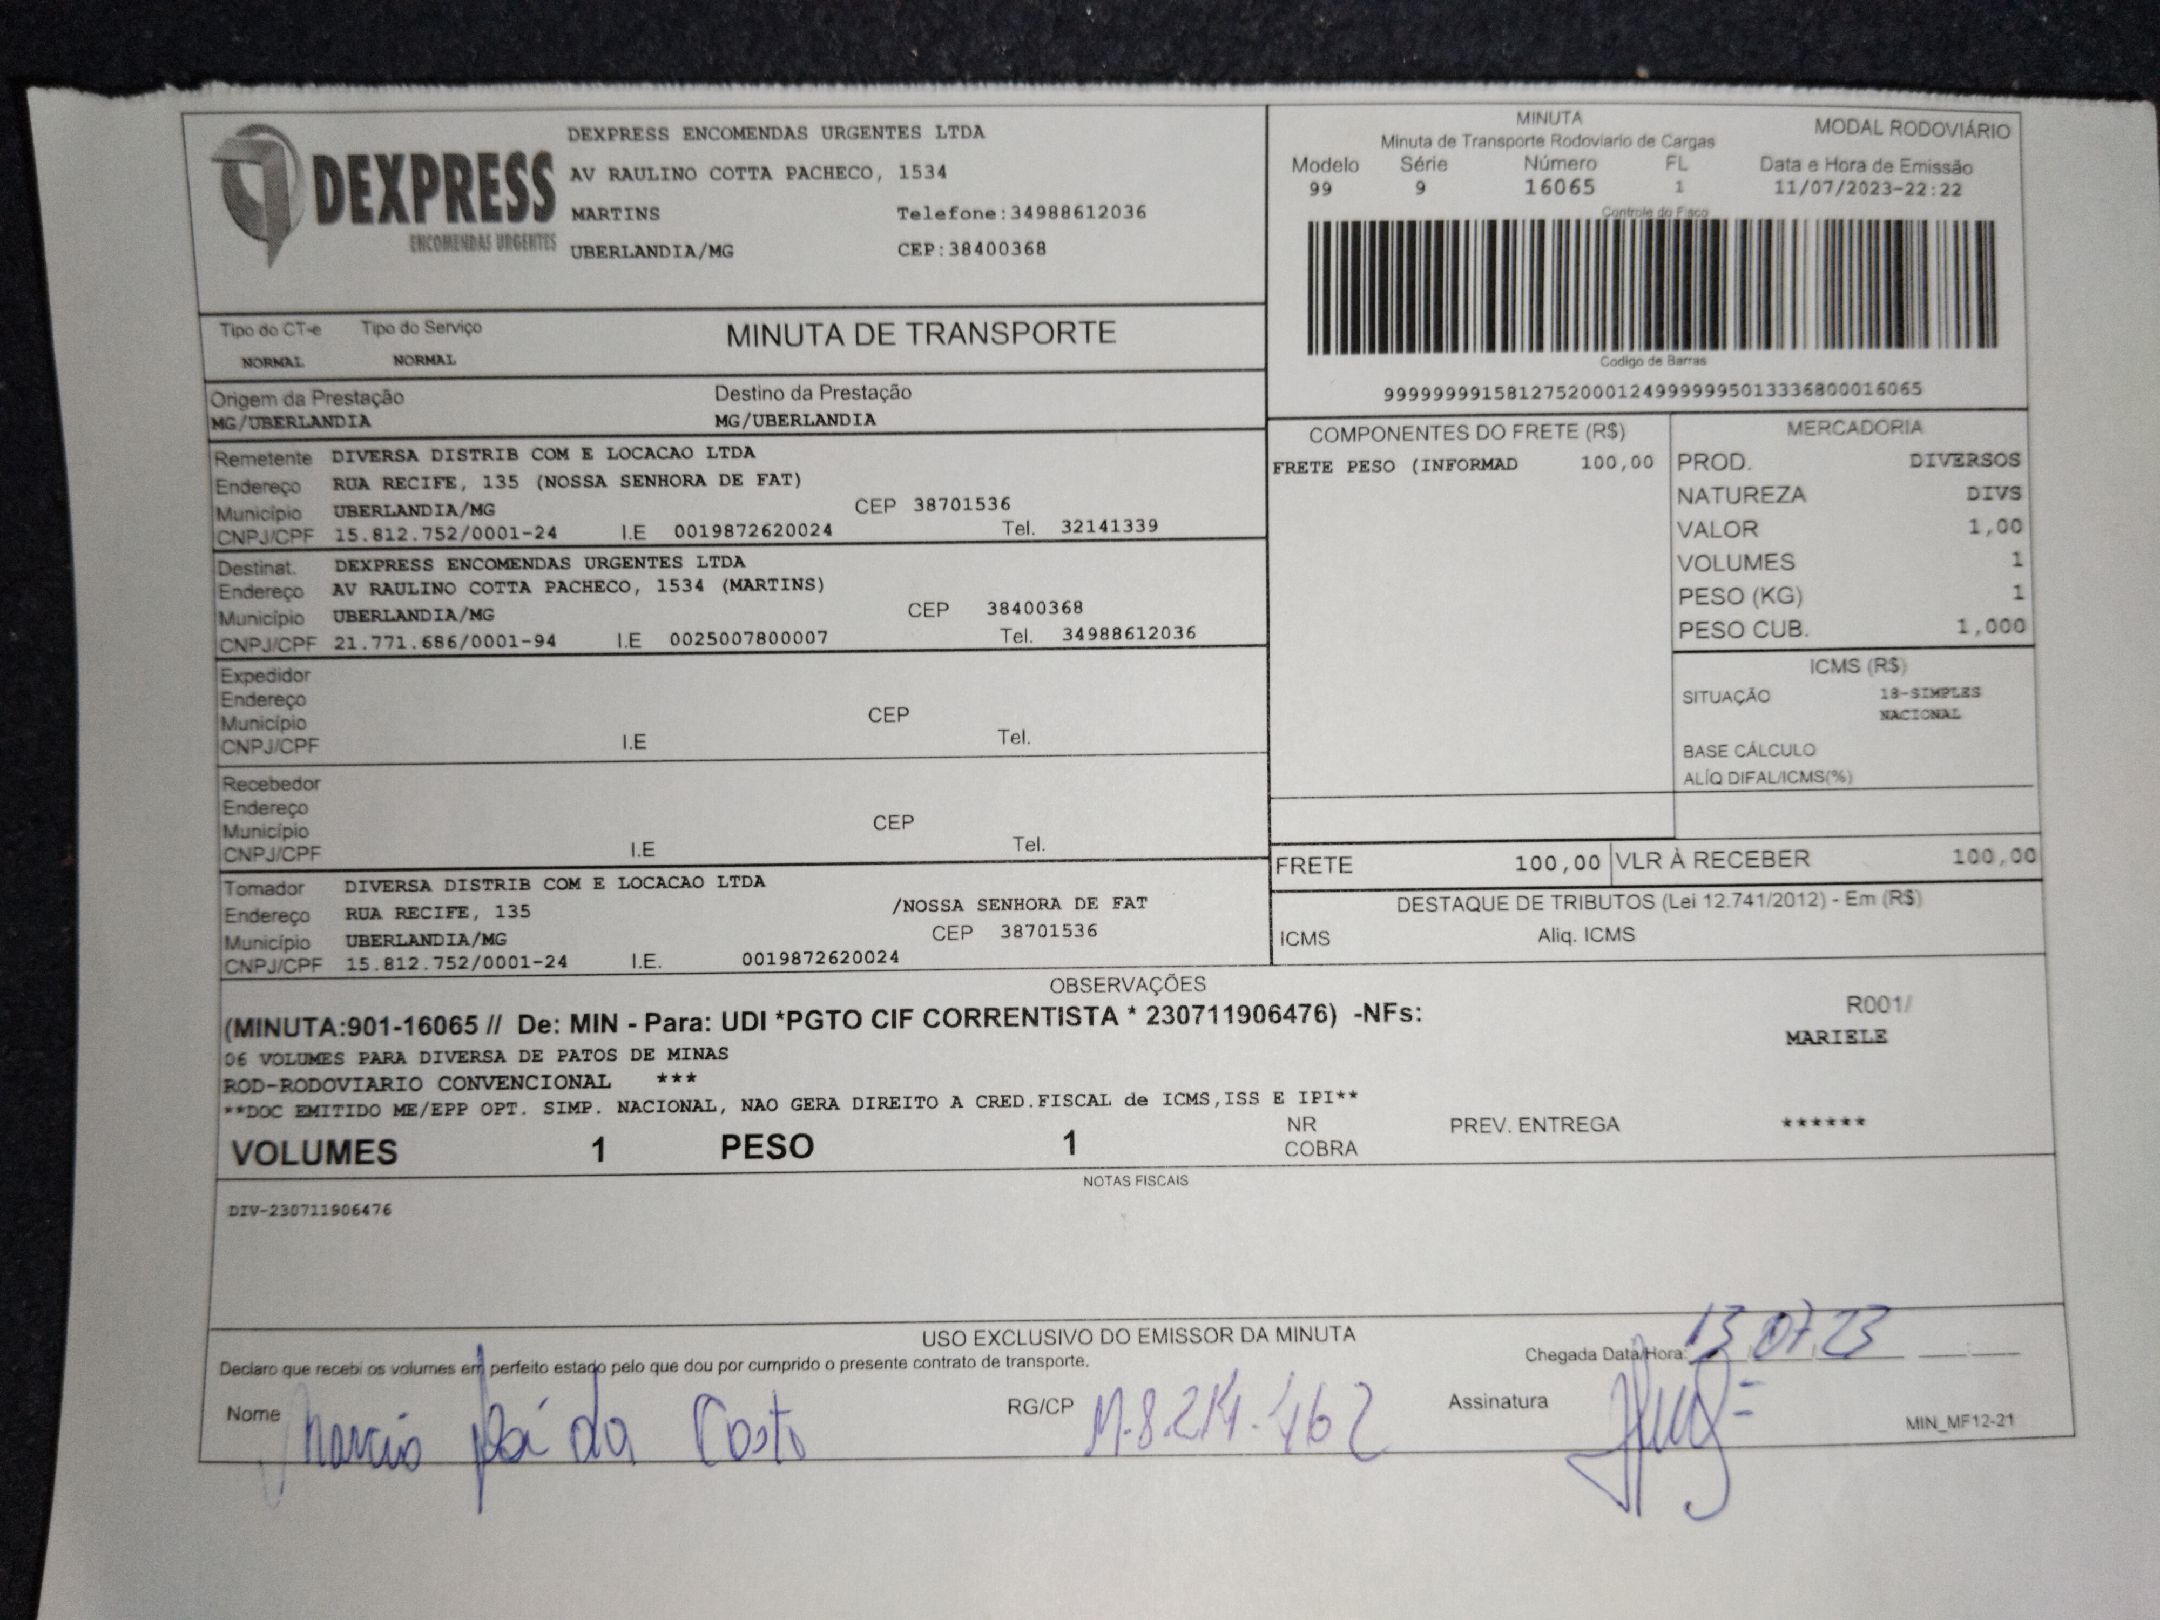 DEXPRESS
ENCOMENDAS URGENTES
DEXPRESS ENCOMENDAS URGENTES LTDA
AV RAULINO COTTA PACHECO, 1534
MARTINS Telefone:34988612036
UBERLANDIA/MG CEP:38400368
MINUTA
Minuta de Transporte Rodoviario de Cargas
MODAL RODOVIÁRIO
Modelo Série Número FL Data e Hora de Emissão
99 9 16065 1 11/07/2023-22:22
Controle do Fisco
Codigo de Barras
999999991581275200012499999995013336800016065
Tipo do CT-e Tipo do Serviço
NORMAL NORMAL
MINUTA DE TRANSPORTE
Origem da Prestação Destino da Prestação
MG/UBERLANDIA MG/UBERLANDIA
Remetente DIVERSA DISTRIB COM E LOCACAO LTDA
Endereço RUA RECIFE, 135 (NOSSA SENHORA DE FAT)
Município UBERLANDIA/MG CEP 38701536
CNPJ/CPF 15.812.752/0001-24 I.E 0019872620024 Tel. 32141339
Destinat. DEXPRESS ENCOMENDAS URGENTES LTDA
Endereço AV RAULINO COTTA PACHECO, 1534 (MARTINS)
Município UBERLANDIA/MG CEP 38400368
CNPJ/CPF 21.771.686/0001-94 I.E 0025007800007 Tel. 34988612036
Expedidor
Endereço
Município CEP
CNPJ/CPF I.E Tel.
Recebedor
Endereço
Município CEP
CNPJ/CPF I.E Tel.
Tomador DIVERSA DISTRIB COM E LOCACAO LTDA
Endereço RUA RECIFE, 135 /NOSSA SENHORA DE FAT
Município UBERLANDIA/MG CEP 38701536
CNPJ/CPF 15.812.752/0001-24 I.E. 0019872620024
COMPONENTES DO FRETE (R$)
FRETE PESO (INFORMAD 100,00
MERCADORIA
PROD. DIVERSOS
NATUREZA DIVS
VALOR 1,00
VOLUMES 1
PESO (KG) 1
PESO CUB. 1,000
ICMS (R$)
SITUAÇÃO 18-SIMPLES
NACIONAL
BASE CÁLCULO
ALÍQ DIFAL/ICMS(%)
FRETE 100,00 VLR À RECEBER 100,00
DESTAQUE DE TRIBUTOS (Lei 12.741/2012) - Em (R$)
ICMS Aliq. ICMS
OBSERVAÇÕES
(MINUTA:901-16065 // De: MIN - Para: UDI *PGTO CIF CORRENTISTA * 230711906476) -NFs:
R001/
MARIELE
06 VOLUMES PARA DIVERSA DE PATOS DE MINAS
ROD-RODOVIARIO CONVENCIONAL ***
**DOC EMITIDO ME/EPP OPT. SIMP. NACIONAL, NAO GERA DIREITO A CRED.FISCAL de ICMS,ISS E IPI**
VOLUMES 1 PESO 1
NR
COBRA
PREV. ENTREGA ******
NOTAS FISCAIS
DIV-230711906476
USO EXCLUSIVO DO EMISSOR DA MINUTA
Declaro que recebi os volumes em perfeito estado pelo que dou por cumprido o presente contrato de transporte.
Chegada Data/Hora: 13 07 23
Nome Marcio José da Costa RG/CP M-8.214.462 Assinatura
MIN_MF12-21